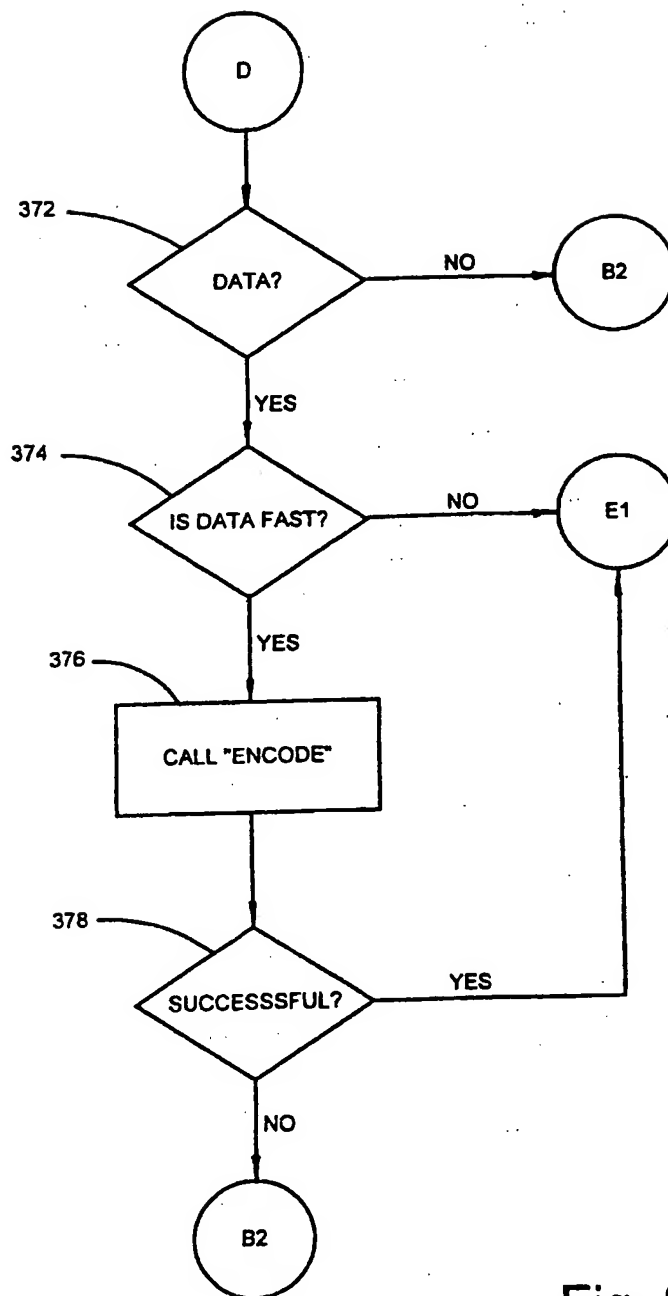 D
372
DATA?
NO
B2
YES
374
IS DATA FAST?
NO
E1
YES
376
CALL "ENCODE"
378
SUCCESSSFUL?
YES
NO
B2
Fig.